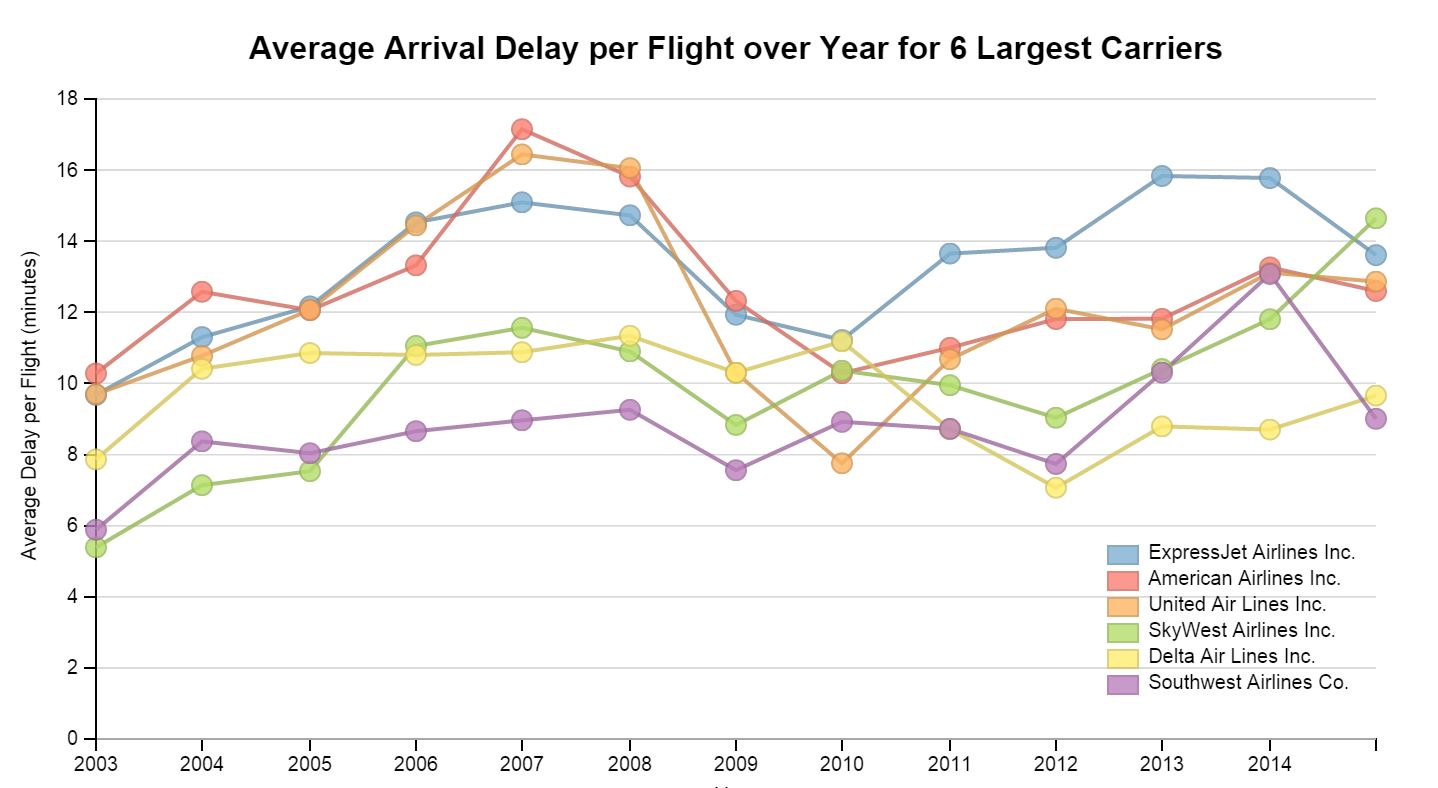 Average Arrival Delay per Flight over Year for 6 Largest Carriers
18
16
14
12
10
8
6
4
2
0
Average Delay per Flight (minutes)
ExpressJet Airlines Inc.
American Airlines Inc.
United Air Lines Inc.
SkyWest Airlines Inc.
Delta Air Lines Inc.
Southwest Airlines Co.
2003 2004 2005 2006 2007 2008 2009 2010 2011 2012 2013 2014